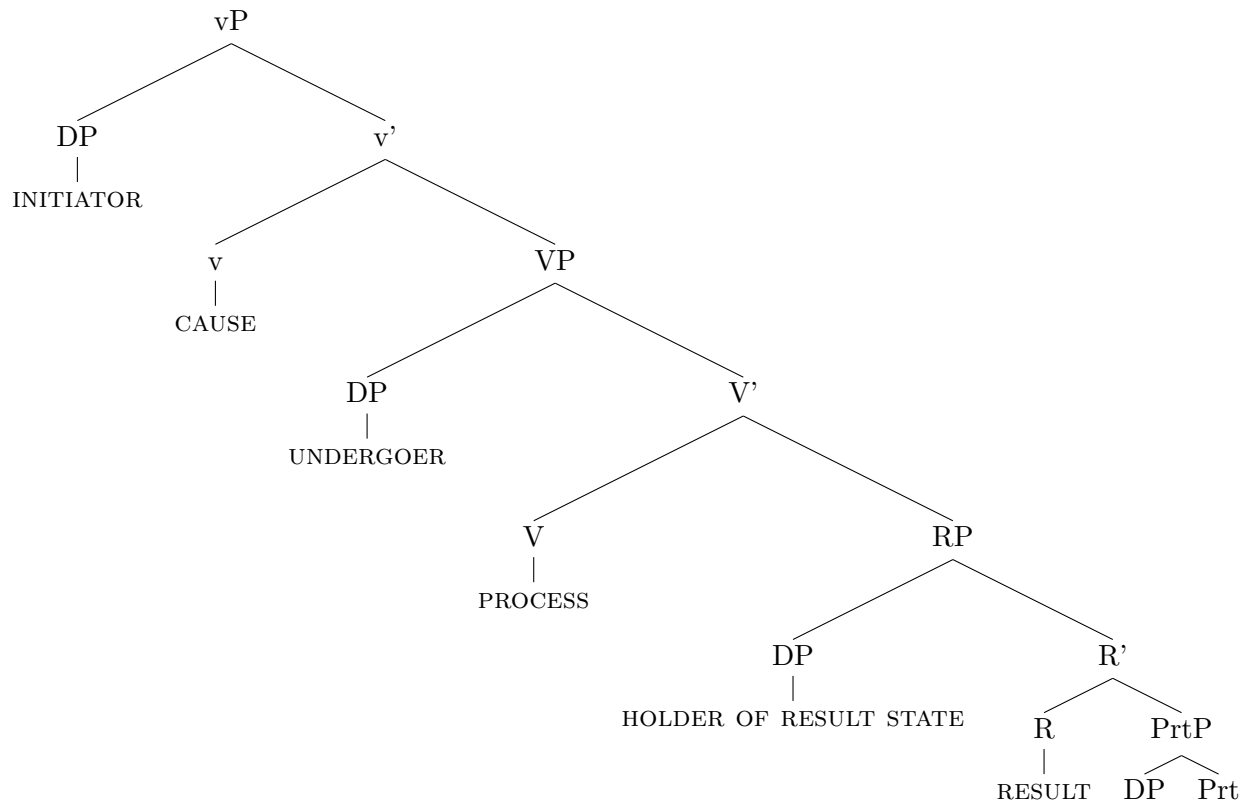 vP
DP v'
INITIATOR
v VP
CAUSE
DP V'
UNDERGOER
V RP
PROCESS
DP R'
HOLDER OF RESULT STATE
R PrtP
RESULT DP Prt